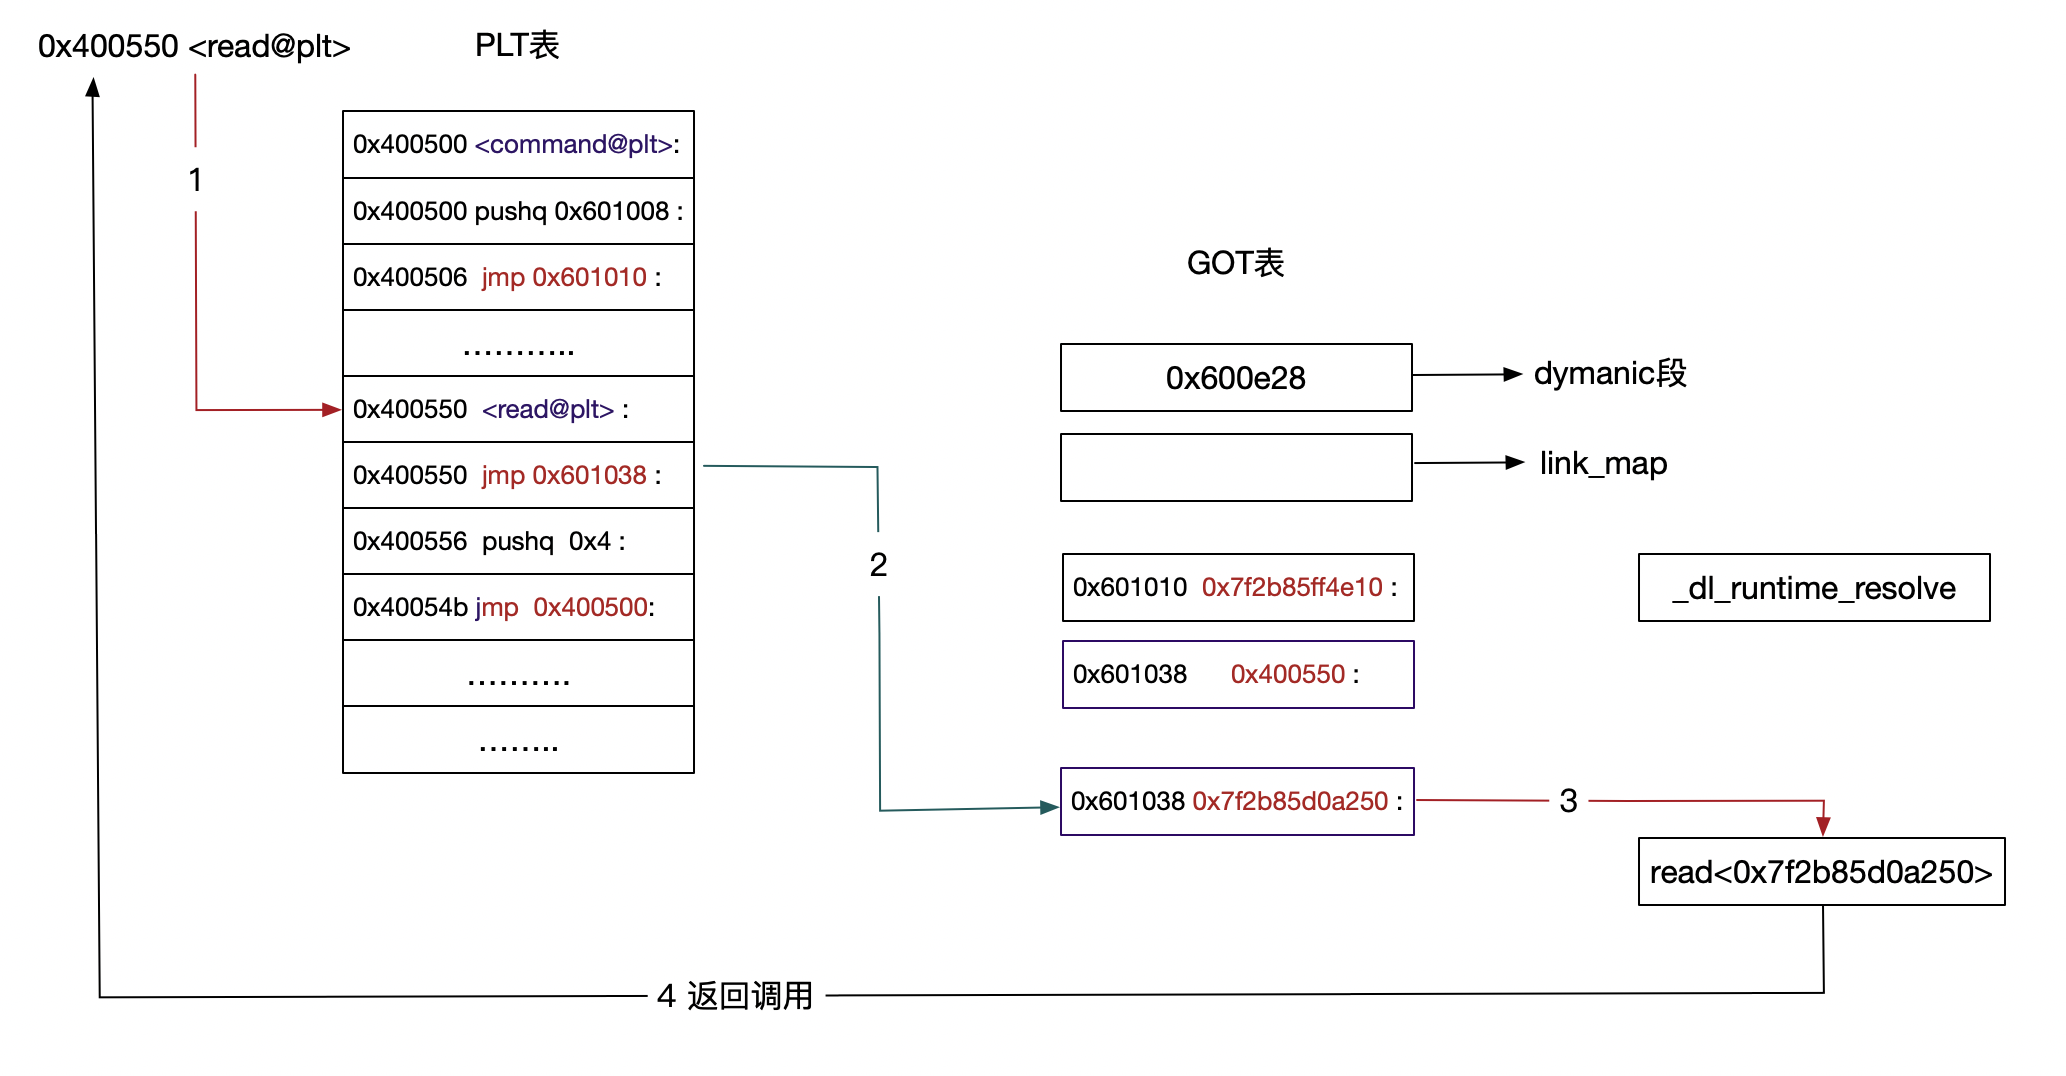 0x400550 <read@plt>
PLT表
1
0x400500 <command@plt>:
0x400500 pushq 0x601008 :
0x400506 jmp 0x601010 :
...........
0x400550 <read@plt> :
0x400550 jmp 0x601038 :
0x400556 pushq 0x4 :
0x40054b jmp 0x400500:
..........
........
2
GOT表
0x600e28
dymanic段
link_map
0x601010 0x7f2b85ff4e10 :
_dl_runtime_resolve
0x601038 0x400550 :
0x601038 0x7f2b85d0a250 :
3
read<0x7f2b85d0a250>
4 返回调用